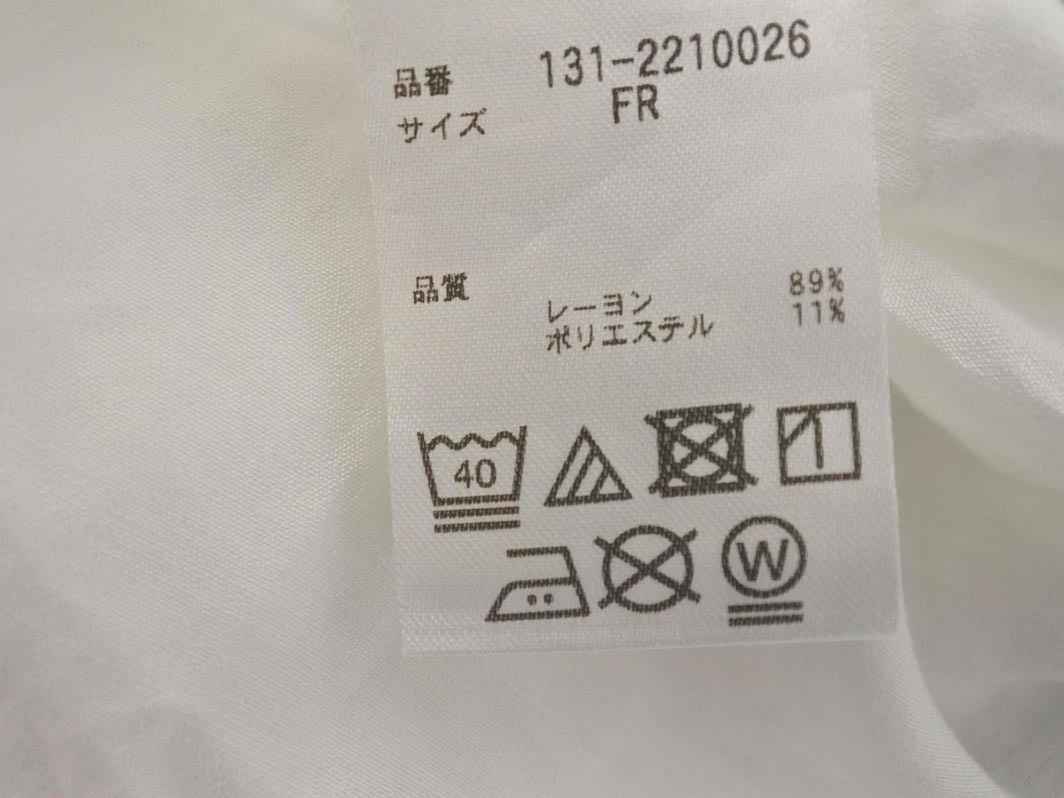 品番 131-2210026
サイズ FR
品質
レーヨン 89%
ポリエステル 11%
40
W